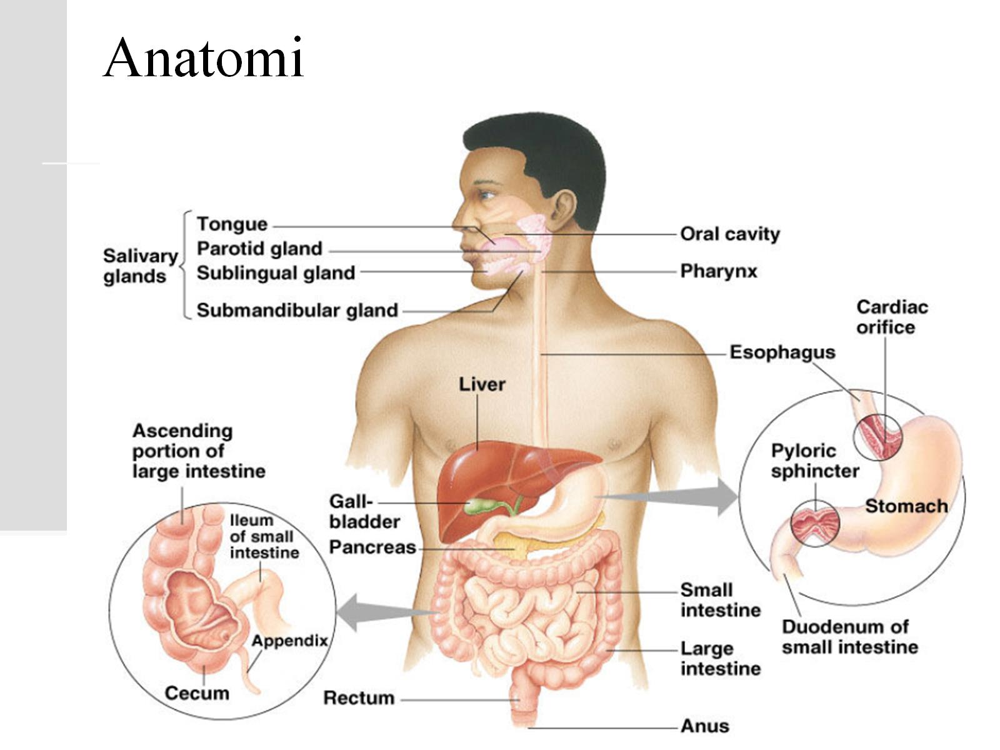 Anatomi
Salivary
glands
Tongue
Parotid gland
Sublingual gland
Submandibular gland
Oral cavity
Pharynx
Cardiac
orifice
Esophagus
Liver
Ascending
portion of
large intestine
Pyloric
sphincter
Stomach
Gall-
bladder
Pancreas
Ileum
of small
intestine
Appendix
Cecum
Small
intestine
Large
intestine
Duodenum of
small intestine
Rectum
Anus